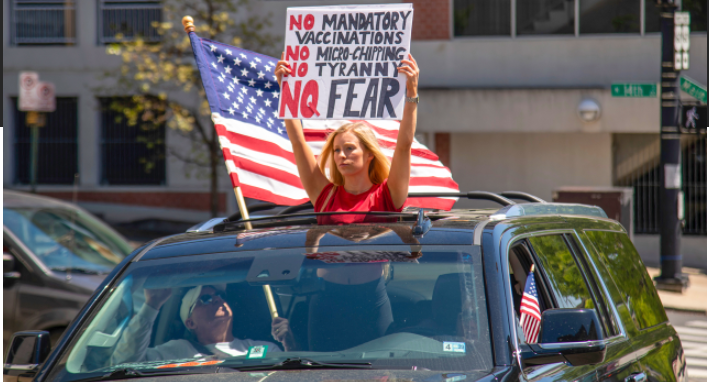 NO MANDATORY
VACCINATIONS
NO MICRO-CHIPPING
NO TYRANNY
NO FEAR
14th